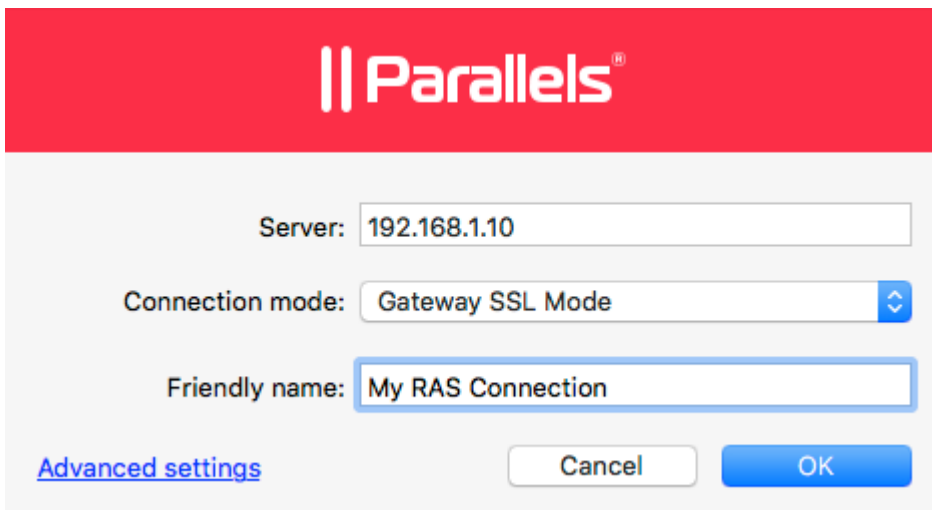 Parallels®
Server: 192.168.1.10
Connection mode: Gateway SSL Mode
Friendly name: My RAS Connection
Advanced settings Cancel OK